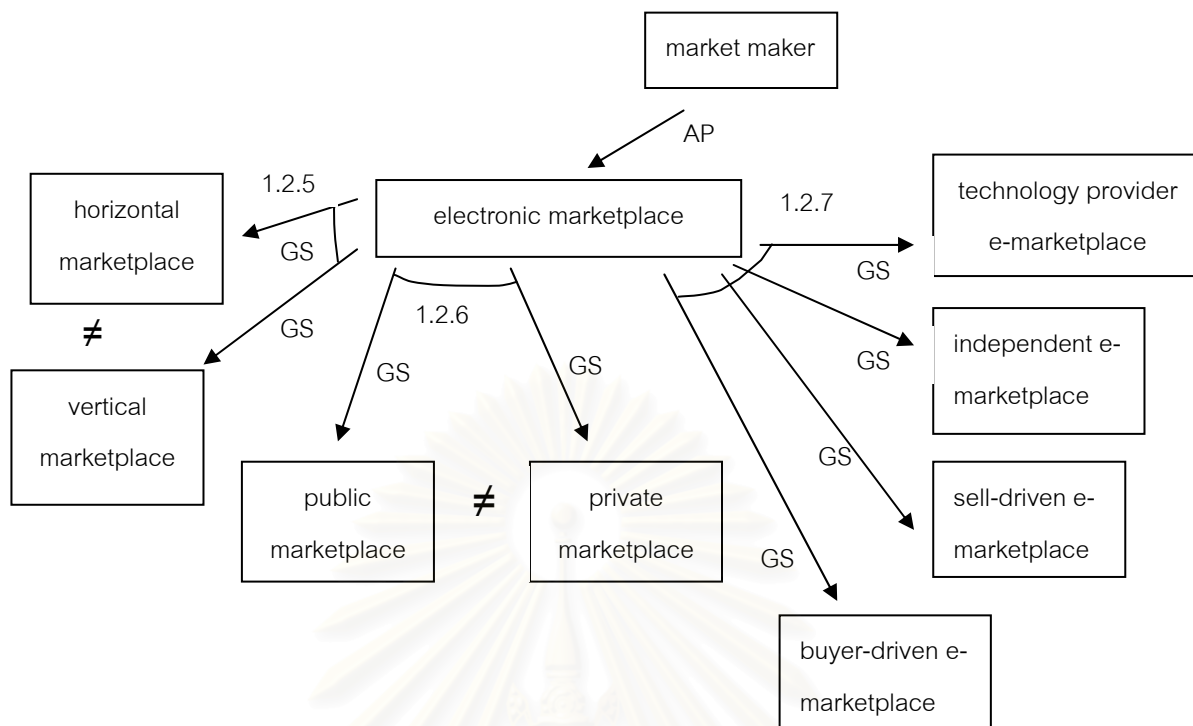 market maker
AP
1.2.5
horizontal
marketplace
electronic marketplace
1.2.7
technology provider
e-marketplace
GS
GS
GS
≠
1.2.6
GS
GS
GS
independent e-
marketplace
GS
vertical
marketplace
GS
sell-driven e-
marketplace
public
marketplace
≠
private
marketplace
GS
buyer-driven e-
marketplace